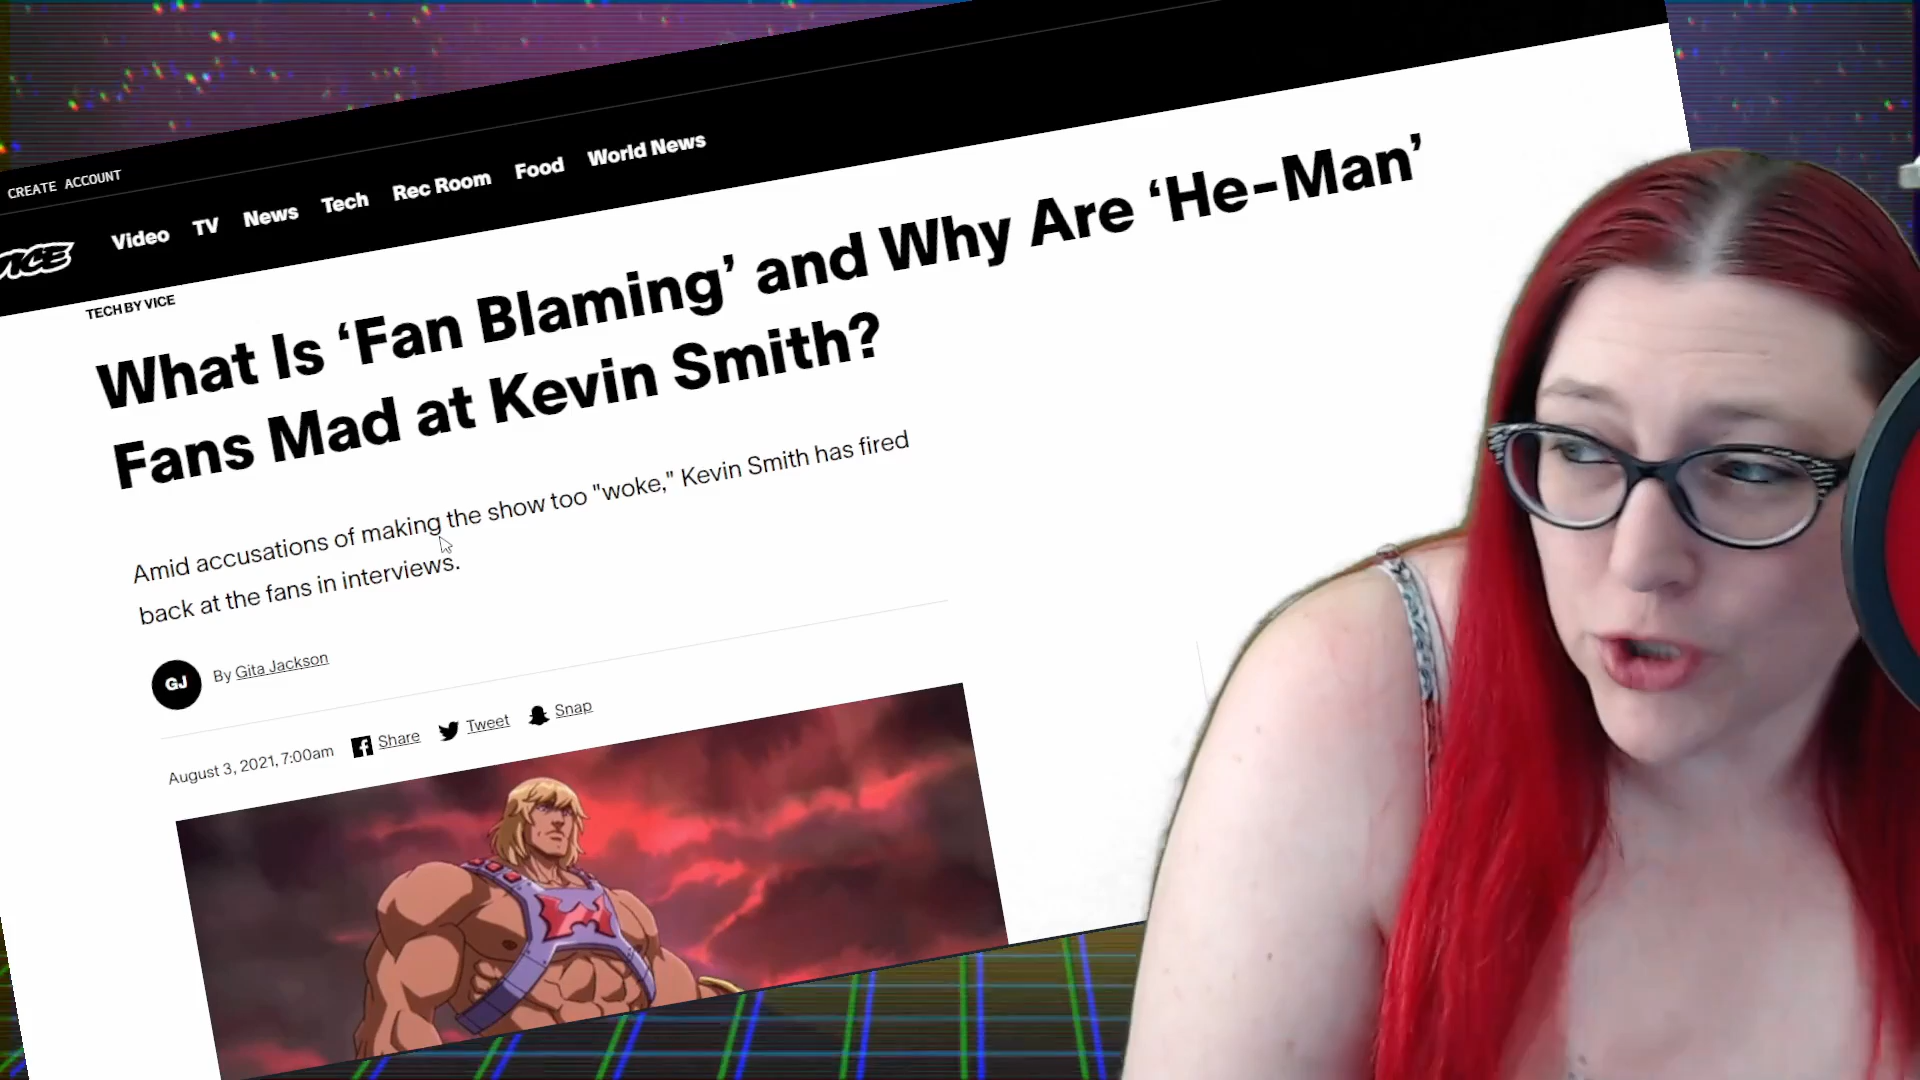 CREATE ACCOUNT
VICE
Video TV News Tech Rec Room Food World News
TECH BY VICE
What Is ‘Fan Blaming’ and Why Are ‘He-Man’
Fans Mad at Kevin Smith?
Amid accusations of making the show too "woke," Kevin Smith has fired
back at the fans in interviews.
GJ
By Gita Jackson
August 3, 2021, 7:00am
Share
Tweet
Snap